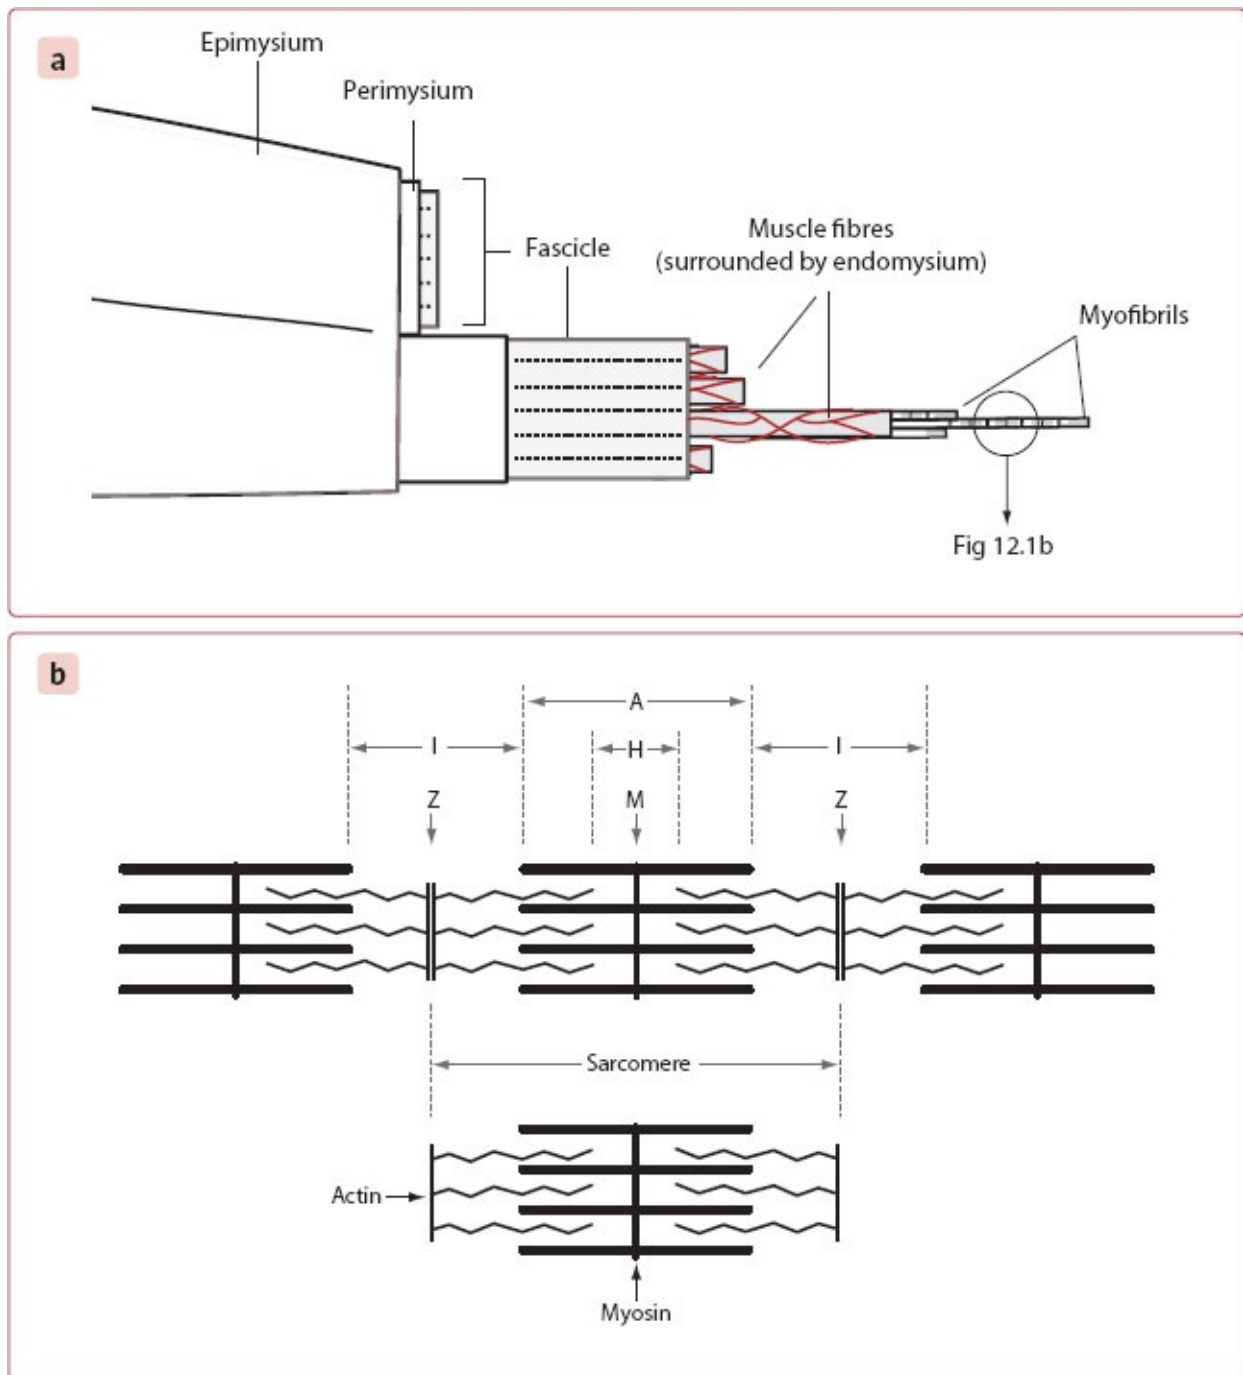 a
Epimysium
Perimysium
Fascicle
Muscle fibres
(surrounded by endomysium)
Myofibrils
Fig 12.1b
b
A
I
H
I
Z
M
Z
Sarcomere
Actin
Myosin